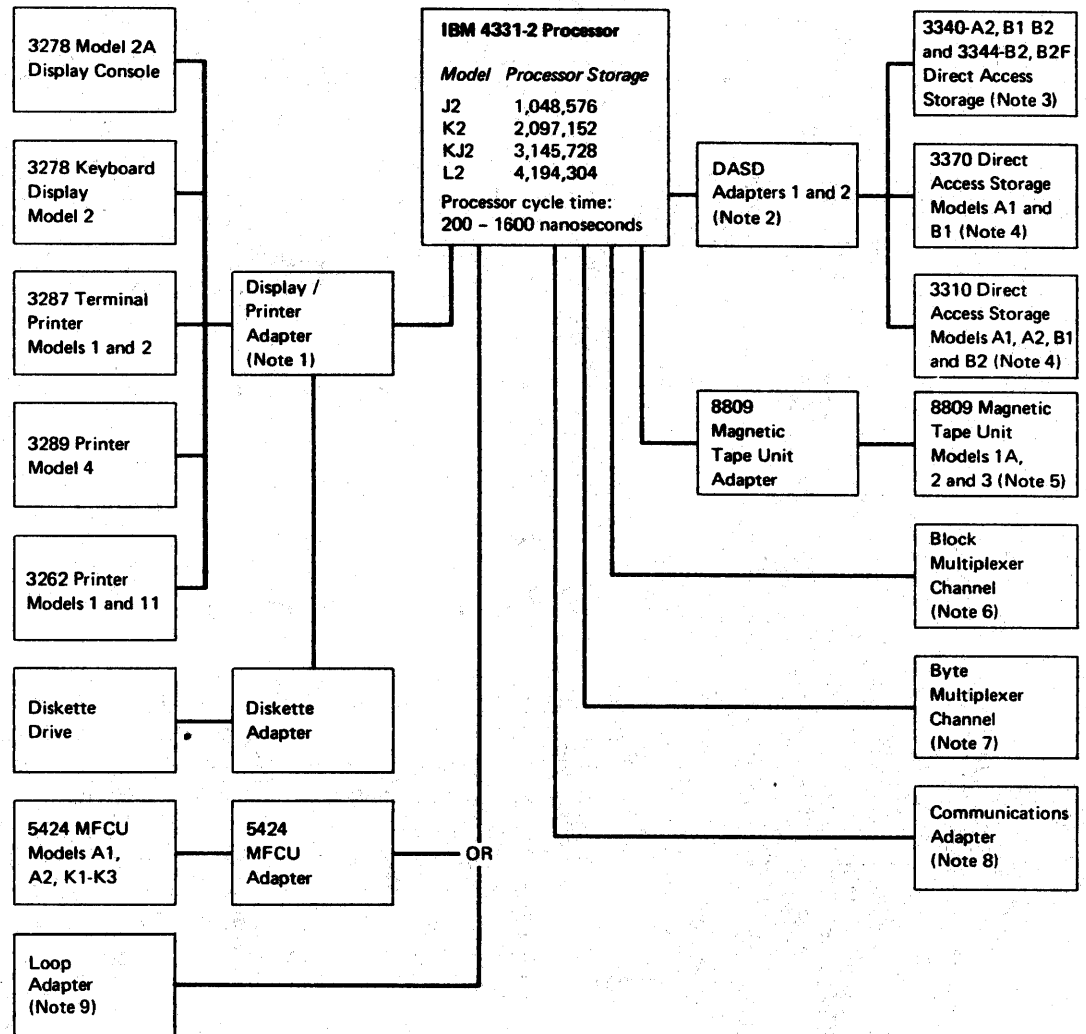 3278 Model 2A
Display Console
3278 Keyboard
Display
Model 2
3287 Terminal
Printer
Models 1 and 2
3289 Printer
Model 4
3262 Printer
Models 1 and 11
Diskette
Drive
5424 MFCU
Models A1,
A2, K1-K3
Loop
Adapter
(Note 9)
Display /
Printer
Adapter
(Note 1)
Diskette
Adapter
5424
MFCU
Adapter
OR
IBM 4331-2 Processor
Model Processor Storage
J2 1,048,576
K2 2,097,152
KJ2 3,145,728
L2 4,194,304
Processor cycle time:
200 – 1600 nanoseconds
DASD
Adapters 1 and 2
(Note 2)
8809
Magnetic
Tape Unit
Adapter
3340-A2, B1 B2
and 3344-B2, B2F
Direct Access
Storage (Note 3)
3370 Direct
Access Storage
Models A1 and
B1 (Note 4)
3310 Direct
Access Storage
Models A1, A2, B1
and B2 (Note 4)
8809 Magnetic
Tape Unit
Models 1A,
2 and 3 (Note 5)
Block
Multiplexer
Channel
(Note 6)
Byte
Multiplexer
Channel
(Note 7)
Communications
Adapter
(Note 8)